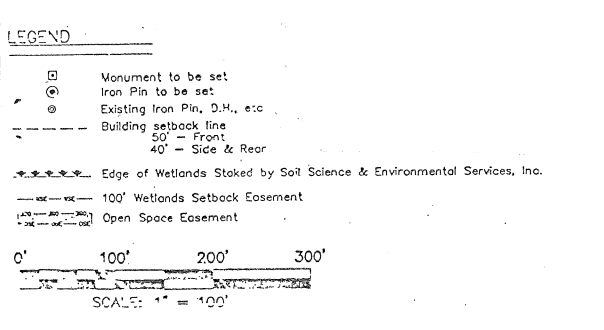 LEGEND
Monument to be set
Iron Pin to be set
Existing Iron Pin, D.H., etc
Building setback line
50' - Front
40' - Side & Rear
Edge of Wetlands Staked by Soil Science & Environmental Services, Inc.
WSE WSE 100' Wetlands Setback Easement
Open Space Easement
0' 100' 200' 300'
SCALE: 1" = 100'